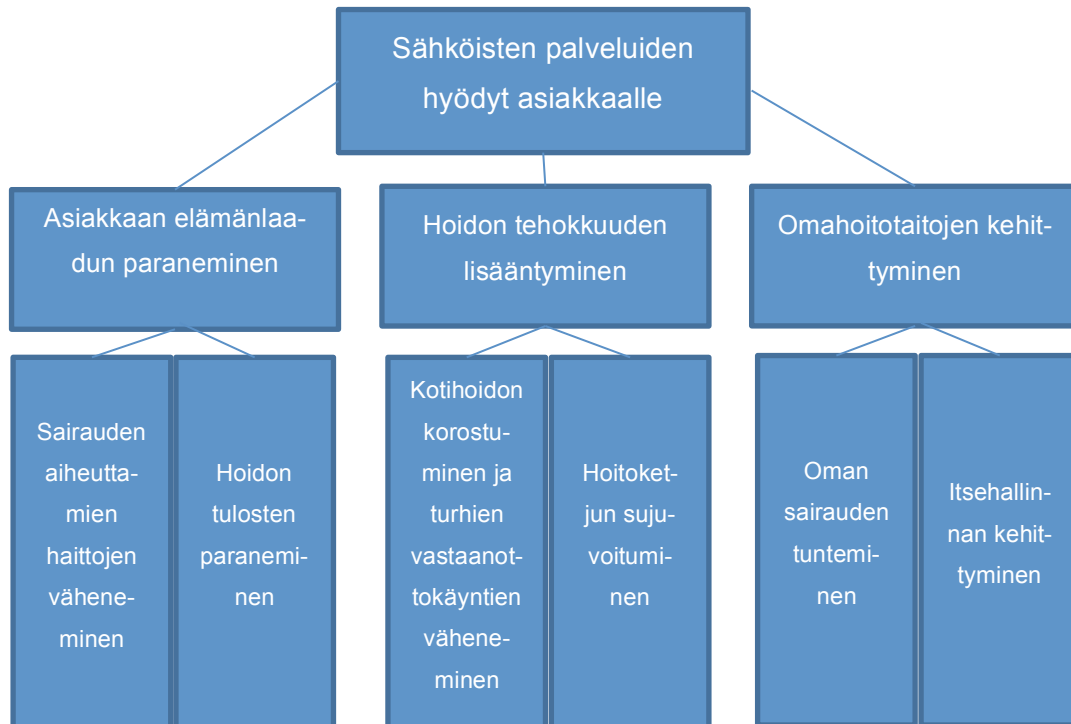 Sähköisten palveluiden
hyödyt asiakkaalle
Asiakkaan elämänlaa-
dun paraneminen
Hoidon tehokkuuden
lisääntyminen
Omahoitotaitojen kehit-
tyminen
Sairauden
aiheutta-
mien
haittojen
vähene-
minen
Hoidon
tulosten
paranemi-
nen
Kotihoidon
korostu-
minen ja
turhien
vastaanot-
tokäyntien
vähene-
minen
Hoitoket-
jun suju-
voitumi-
nen
Oman
sairauden
tuntemi-
nen
Itsehallin-
nan kehit-
tyminen